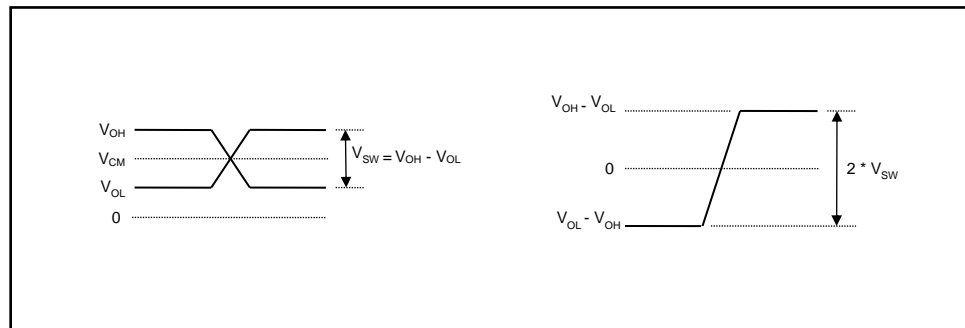 V_OH
V_CM
V_OL
0
V_SW = V_OH - V_OL
V_OH - V_OL
0
V_OL - V_OH
2 * V_SW